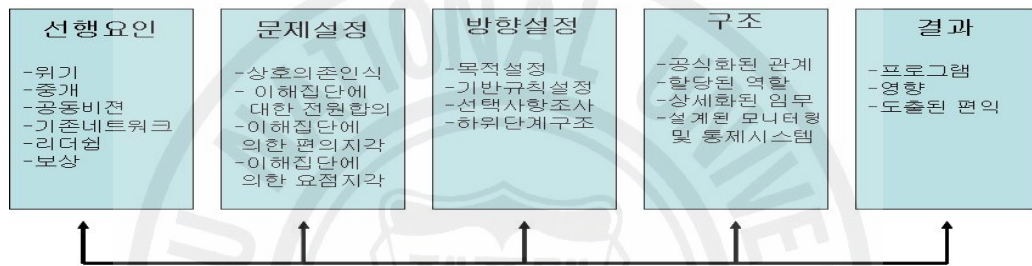 선행요인
-위기
-중개
-공동비젼
-기존네트워크
-리더쉽
-보상
문제설정
-상호의존인식
- 이해집단에
대한 전원합의
-이해집단에
의한 편의지각
-이해집단에
의한 요점지각
방향설정
-목적설정
-기반규칙설정
-선택사항조사
-하위단계구조
구조
-공식화된 관계
-할당된 역할
-상세화된 임무
-설계된 모니터링
및 통제시스템
결과
-프로그램
-영향
-도출된 편익